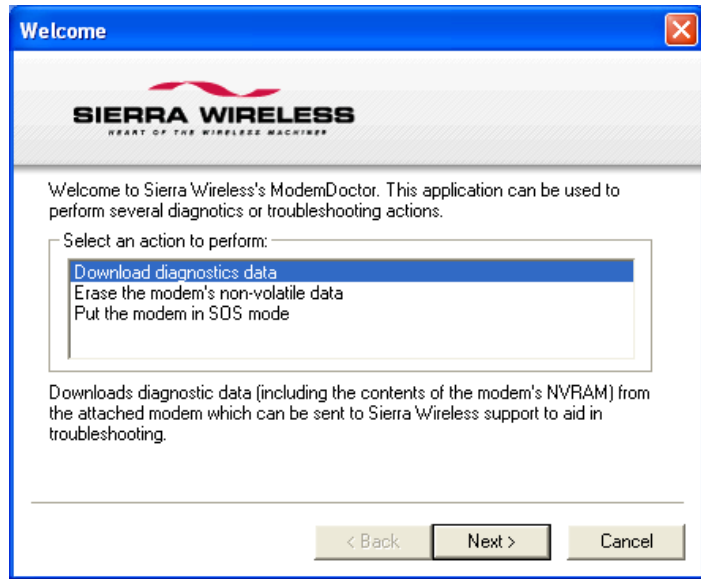 Welcome
SIERRA WIRELESS
HEART OF THE WIRELESS MACHINE®
Welcome to Sierra Wireless's ModemDoctor. This application can be used to
perform several diagnotics or troubleshooting actions.
Select an action to perform:
Download diagnostics data
Erase the modem's non-volatile data
Put the modem in SOS mode
Downloads diagnostic data (including the contents of the modem's NVRAM) from
the attached modem which can be sent to Sierra Wireless support to aid in
troubleshooting.
< Back
Next >
Cancel